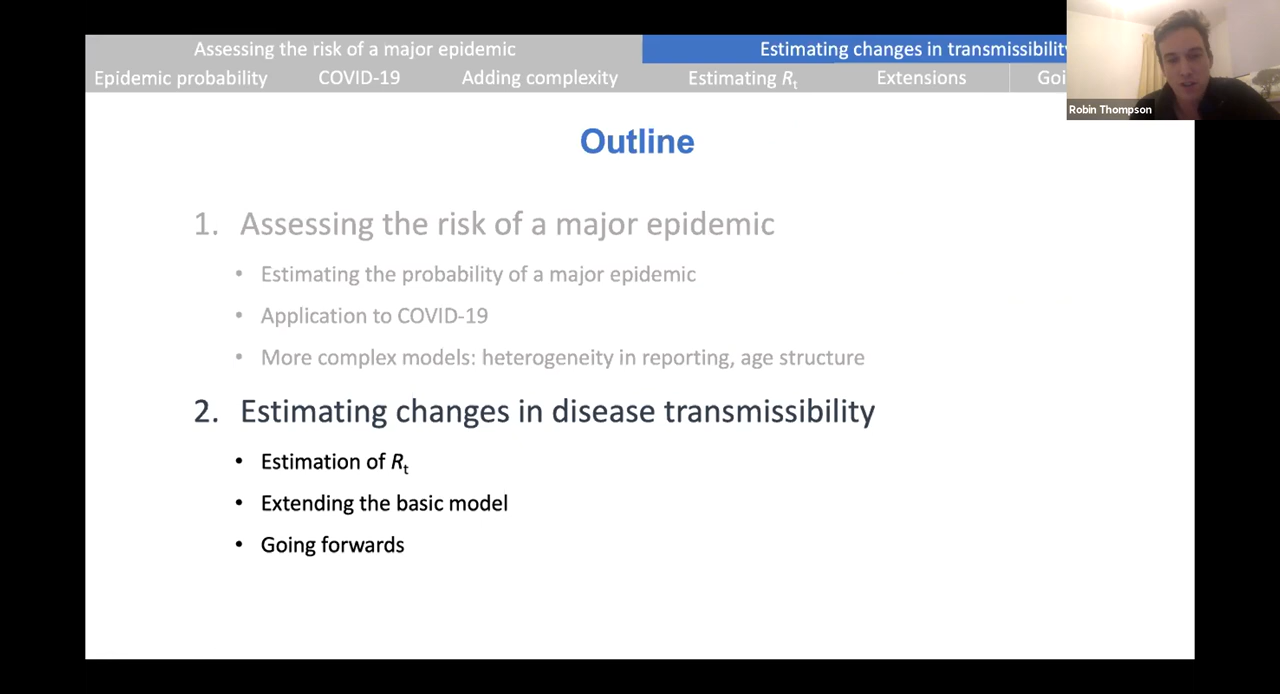 Assessing the risk of a major epidemic
Estimating changes in transmissibility
Epidemic probability COVID-19 Adding complexity Estimating Rt Extensions
Robin Thompson
Outline
1. Assessing the risk of a major epidemic
• Estimating the probability of a major epidemic
• Application to COVID-19
• More complex models: heterogeneity in reporting, age structure
2. Estimating changes in disease transmissibility
• Estimation of Rt
• Extending the basic model
• Going forwards